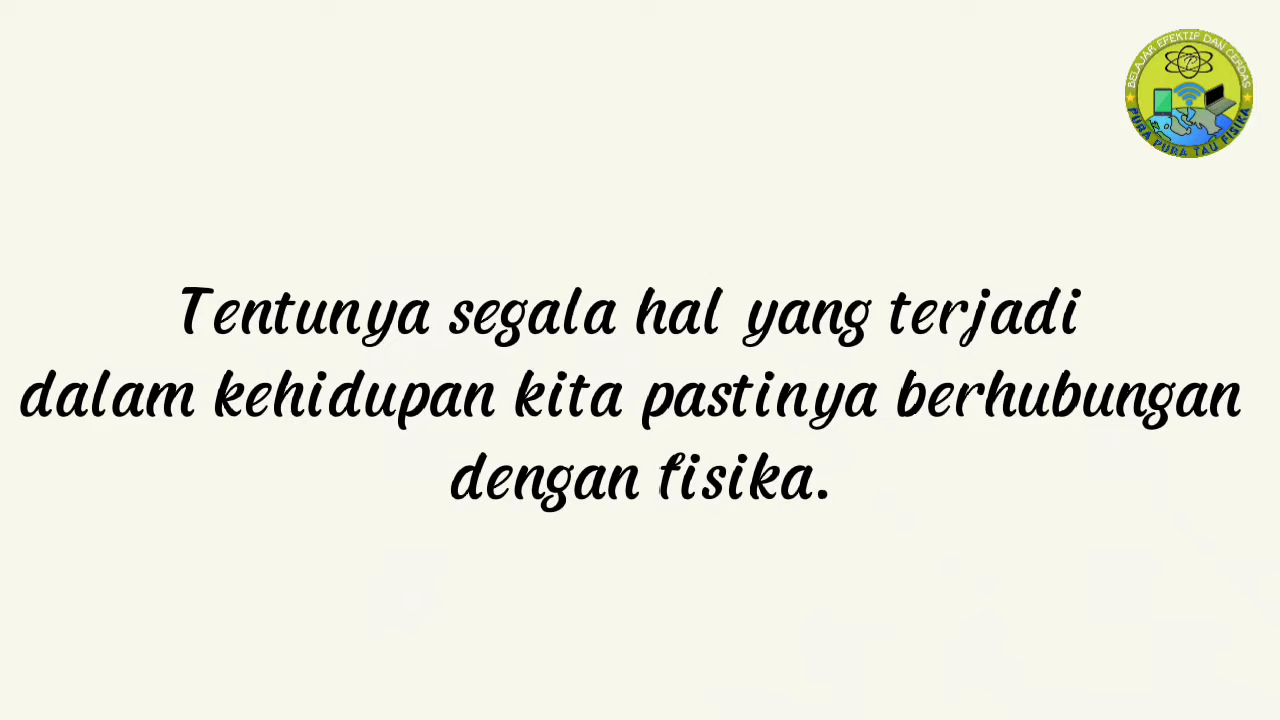 BELAJAR EFEKTIF DAN CERDAS
PURA PURA TAU FISIKA
Tentunya segala hal yang terjadi
dalam kehidupan kita pastinya berhubungan
dengan fisika.